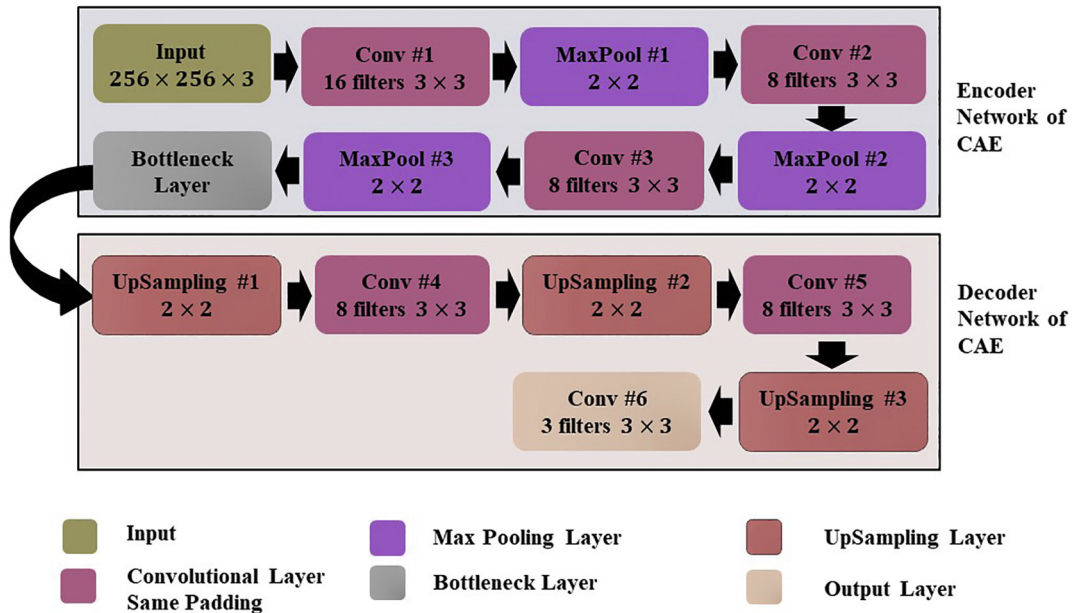 Input
256 × 256 × 3
Conv #1
16 filters 3 × 3
MaxPool #1
2 × 2
Conv #2
8 filters 3 × 3
Encoder
Network of
CAE
Bottleneck
Layer
MaxPool #3
2 × 2
Conv #3
8 filters 3 × 3
MaxPool #2
2 × 2
UpSampling #1
2 × 2
Conv #4
8 filters 3 × 3
UpSampling #2
2 × 2
Conv #5
8 filters 3 × 3
Decoder
Network of
CAE
Conv #6
3 filters 3 × 3
UpSampling #3
2 × 2
Input
Max Pooling Layer
UpSampling Layer
Convolutional Layer
Same Padding
Bottleneck Layer
Output Layer